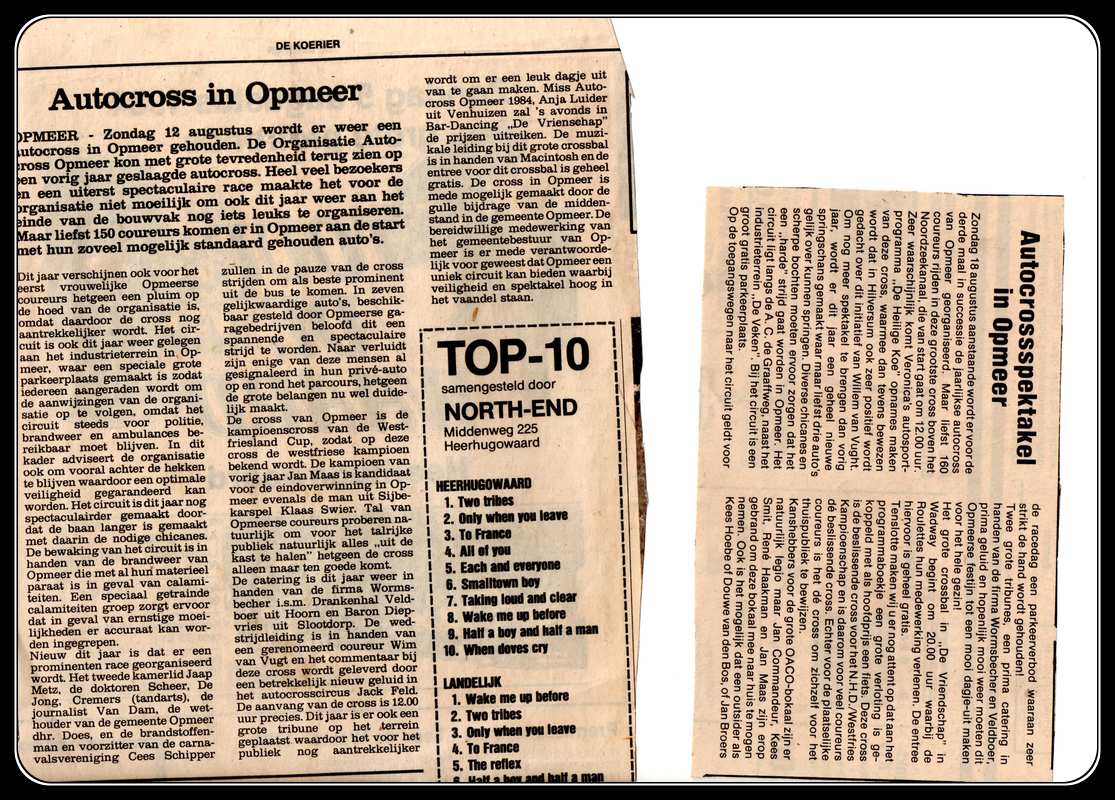 DE KOERIER
Autocross in Opmeer
OPMEER - Zondag 12 augustus wordt er weer een
autocross in Opmeer gehouden. De Organisatie Auto-
cross Opmeer kon met grote tevredenheid terug zien op
een vorig jaar geslaagde autocross. Heel veel bezoekers
en een uiterst spectaculaire race maakte het voor de
organisatie niet moeilijk om ook dit jaar weer aan het
einde van de bouwvak nog iets leuks te organiseren.
Maar liefst 150 coureurs komen er in Opmeer aan de start
met hun zoveel mogelijk standaard gehouden auto's.
Dit jaar verschijnen ook voor het
eerst vrouwelijke Opmeerse
coureurs hetgeen een pluim op
de hoed van de organisatie is,
omdat daardoor de cross nog
aantrekkelijker wordt. Het cir-
cuit is ook dit jaar weer gelegen
aan het industrieterrein in Op-
meer, waar een speciale grote
parkeerplaats gemaakt is zodat
iedereen aangeraden wordt om
de aanwijzingen van de organi-
satie op te volgen, omdat het
circuit steeds voor politie,
brandweer en ambulances be-
reikbaar moet blijven. In dit
kader adviseert de organisatie
ook om vooral achter de hekken
te blijven waardoor een optimale
veiligheid gegarandeerd kan
worden. Het circuit is dit jaar nog
spectaculairder gemaakt door-
dat de baan langer is gemaakt
met daarin de nodige chicanes.
De bewaking van het circuit is in
handen van de brandweer van
Opmeer die met al hun materieel
paraat is in geval van calami-
teiten. Een speciaal getrainde
calamiteiten groep zorgt ervoor
dat in geval van ernstige moei-
lijkheden er accuraat kan wor-
den ingegrepen.
Nieuw dit jaar is dat er een
prominenten race georganiseerd
wordt. Het tweede kamerlid Jaap
Metz, de doktoren Scheer, De
Jong, Cremers (tandarts), de
journalist Van Dam, de wet-
houder van de gemeente Opmeer
dhr. Does, en de brandstoffen-
man en voorzitter van de carna-
valsvereniging Cees Schipper
zullen in de pauze van de cross
strijden om als beste prominent
uit de bus te komen. In zeven
gelijkwaardige auto's, beschik-
baar gesteld door Opmeerse ga-
ragebedrijven beloofd dit een
spannende en spectaculaire
strijd te worden. Naar verluidt
zijn enige van deze mensen al
gesignaleerd in hun privé-auto
op en rond het parcours, hetgeen
de grote belangen nu wel duide-
lijk maakt.
De cross van Opmeer is de
kampioenscross van de West-
friesland Cup, zodat op deze
cross de westfriese kampioen
bekend wordt. De kampioen van
vorig jaar Jan Maas is kandidaat
voor de eindoverwinning in Op-
meer evenals de man uit Sijbe-
karspel Klaas Swier. Tal van
Opmeerse coureurs proberen na-
tuurlijk om voor het talrijke
publiek natuurlijk alles „uit de
kast te halen" hetgeen de cross
alleen maar ten goede komt.
De catering is dit jaar weer in
handen van de firma Worms-
becher i.s.m. Drankenhal Veld-
boer uit Hoorn en Baron Diep-
vries uit Slootdorp. De wed-
strijdleiding is in handen van
een gerenomeerd coureur Wim
van Vugt en het commentaar bij
deze cross wordt geleverd door
een betrekkelijk nieuw geluid in
het autocrosscircus Jack Feld.
De aanvang van de cross is 12.00
uur precies. Dit jaar is er ook een
grote tribune op het terrein
geplaatst waardoor het voor het
publiek nog aantrekkelijker
wordt om er een leuk dagje uit
van te gaan maken. Miss Auto-
cross Opmeer 1984, Anja Luider
uit Venhuizen zal 's avonds in
Bar-Dancing „De Vriensehap"
de prijzen uitreiken. De muzi-
kale leiding bij dit grote crossbal
is in handen van Macintosh en de
entree voor dit crossbal is geheel
gratis. De cross in Opmeer is
mede mogelijk gemaakt door de
gulle bijdrage van de midden-
stand in de gemeente Opmeer. De
bereidwillige medewerking van
het gemeentebestuur van Op-
meer is er mede verantwoorde-
lijk voor geweest dat Opmeer een
uniek circuit kan bieden waarbij
veiligheid en spektakel hoog in
het vaandel staan.
TOP-10
samengesteld door
NORTH-END
Middenweg 225
Heerhugowaard
HEERHUGOWAARD
1. Two tribes
2. Only when you leave
3. To France
4. All of you
5. Each and everyone
6. Smalltown boy
7. Taking loud and clear
8. Wake me up before
9. Half a boy and half a man
10. When doves cry
LANDELIJK
1. Wake me up before
2. Two tribes
3. Only when you leave
4. To France
5. The reflex
6. Half a boy and half a man
Autocrossspektakel
in Opmeer
Zondag 18 augustus aanstaande wordt er voor de
derde maal in successie de jaarlijkse autocross
van Opmeer georganiseerd. Maar liefst 160
coureurs rijden in deze grootste cross boven het
Noordzeekanaal, die van start gaat om 12.00 uur.
Zeer waarschijnlijk komt Veronica's autosport-
programma „De Heilige Koe" opnames maken
van deze cross, waarmee dan tevens bewezen
wordt dat in Hilversum ook zeer positief wordt
gedacht over dit initiatief van Willem van Vught.
Om nog meer spektakel te brengen dan vorig
jaar, wordt er dit jaar een geheel nieuwe
springschans gemaakt waar maar liefst drie auto's
gelijk over kunnen springen. Diverse chicanes en
scherpe bochten moeten ervoor zorgen dat het
een „harde" strijd gaat worden in Opmeer. Het
circuit ligt langs de A.C. de Graaffweg, naast het
industrieterrein „De Veken". Bij het circuit is een
groot gratis parkeerplaats.
Op de toegangswegen naar het circuit geldt voor
de racedag een parkeerverbod waaraan zeer
strikt de hand wordt gehouden!
Twee grote tribunes, een prima catering in
handen van de firma Wormsbecher en Veldboer,
prima geluid en hopenlijk mooi weer moeten dit
Opmeerse festijn tot een mooi dagje-uit maken
voor het hele gezin!
Het grote crossbal in „De Vriendschap" in
Wadway begint om 20.00 uur waarbij de
Roulettes hun medewerking verlenen. De entree
hiervoor is geheel gratis.
Tenslotte maken wij u er nog attent op dat aan het
programmaboekje een grote verloting is ge-
koppeld met als hoofdprijs een fiets. Deze cross
is de beslissende cross voor het N.H.D./Westfries
Kampioenschap en is daarom voor veel coureurs
dé beslissende cross. Echter voor de plaatselijke
coureurs is het dé cross om zichzelf voor het
thuispubliek te bewijzen.
Kanshebbers voor de grote OACO-bokaal zijn er
natuurlijk legio maar Jan Commandeur, Kees
Smit, René Haakman en Jan Maas zijn erop
gebrand om deze bokaal mee naar huis te mogen
nemen. Ook is het mogelijk dat een outsider als
Kees Hoebe of Douwe van den Bos, of Jan Broers